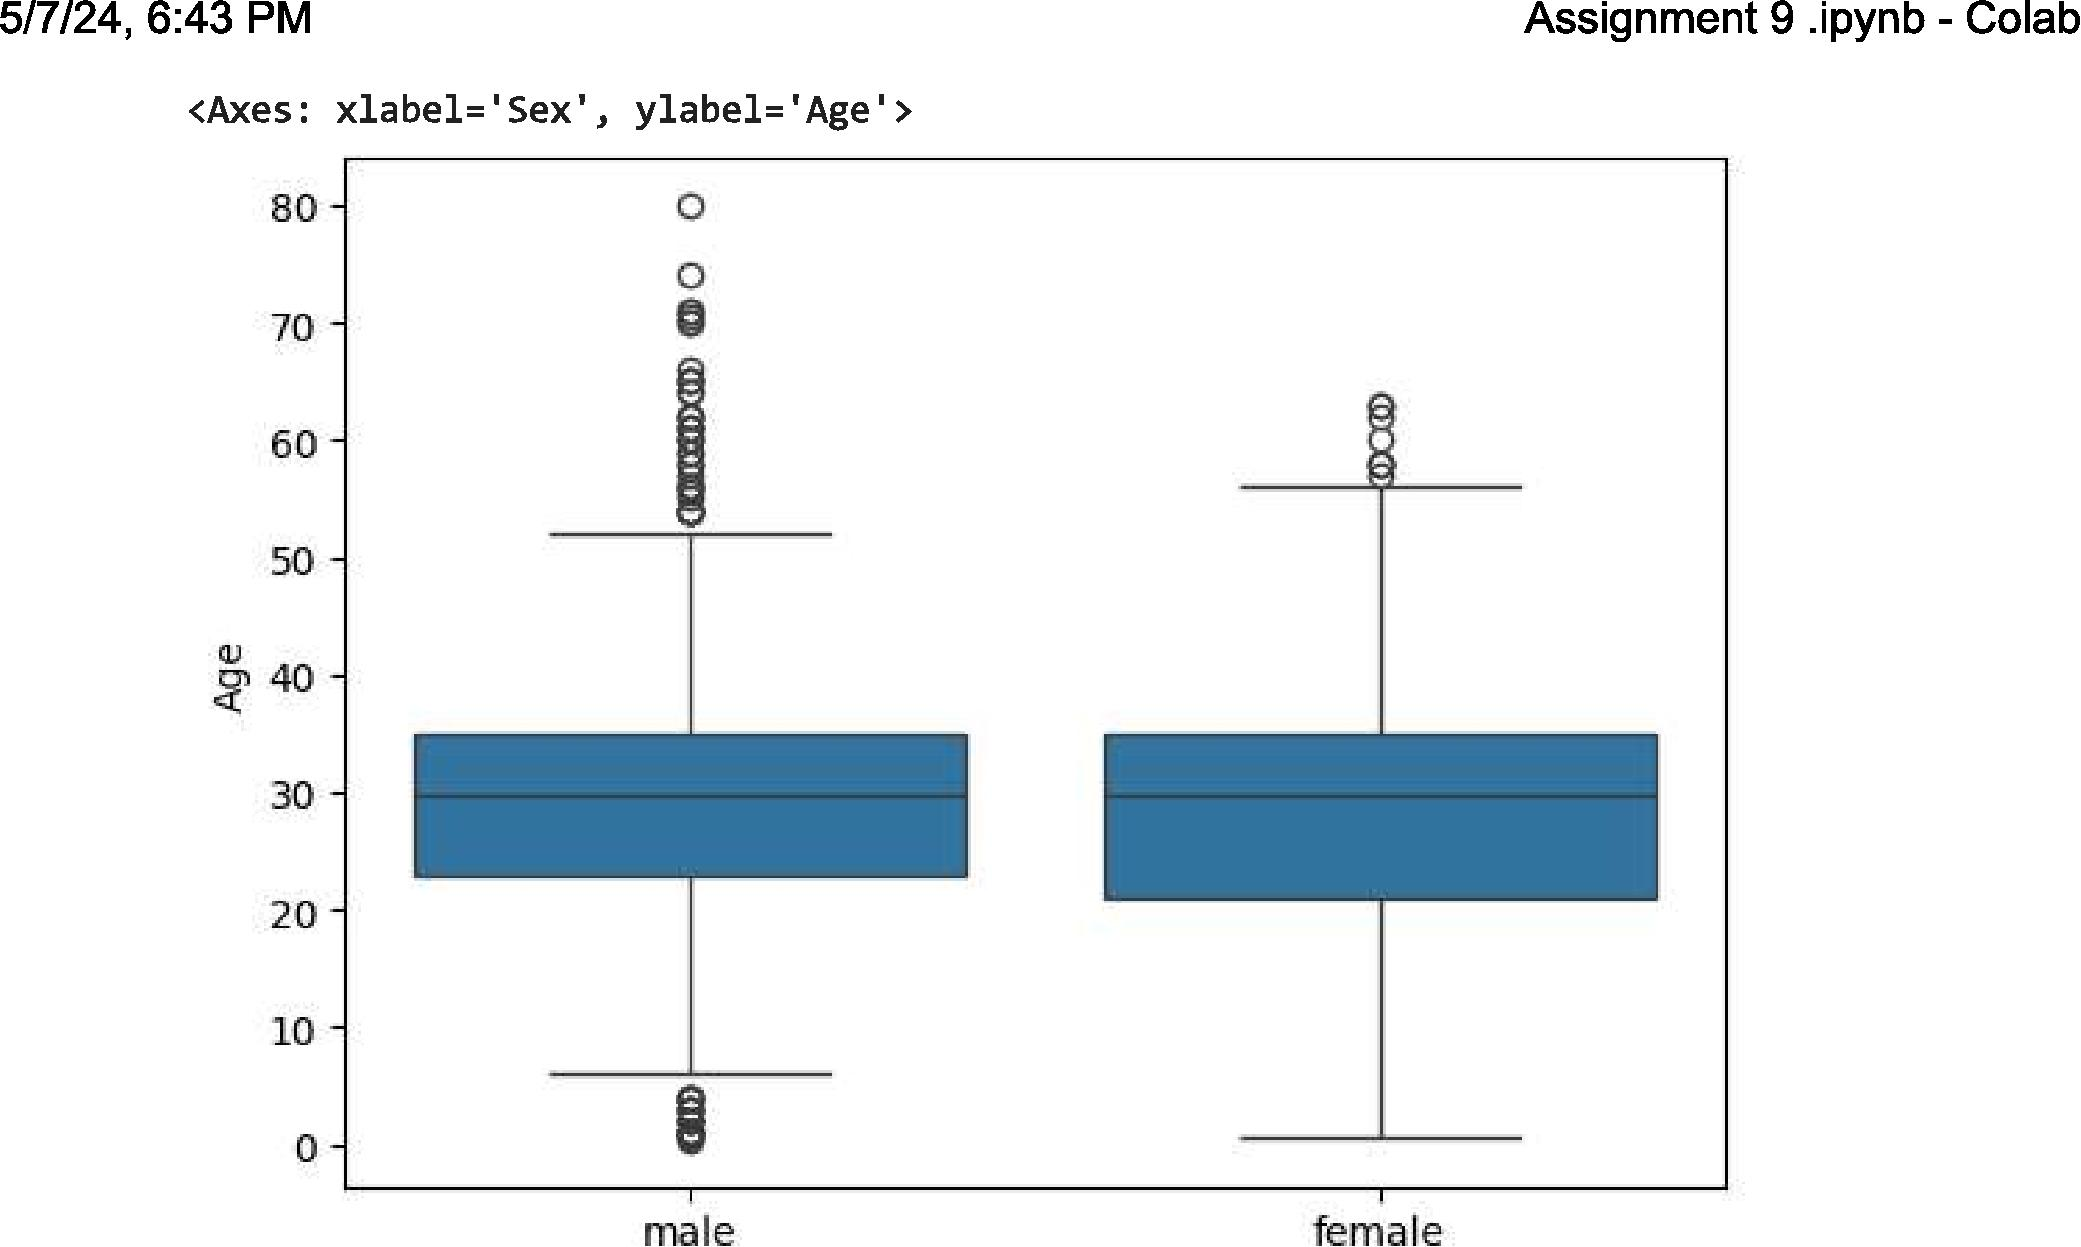 5/7/24, 6:43 PM
Assignment 9 .ipynb - Colab
<Axes: xlabel='Sex', ylabel='Age'>
80
70
60
50
40
30
20
10
0
Age
male
female